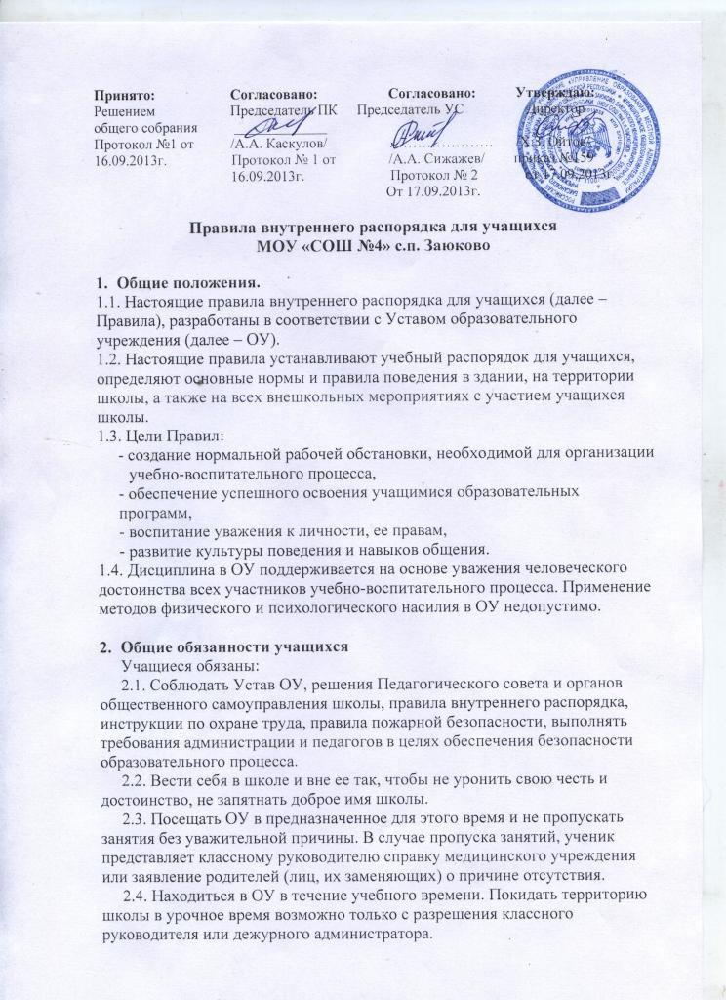 Принято: Согласовано: Согласовано: Утверждаю:
Решением Председатель ПК Председатель УС Директор
общего собрания
Протокол №1 от /А.А. Каскулов/
16.09.2013г. Протокол № 1 от /А.А. Сижажев/ приказ №159
16.09.2013г. Протокол № 2 от 17.09.2013г.
От 17.09.2013г.
Правила внутреннего распорядка для учащихся
МОУ «СОШ №4» с.п. Заюково
1. Общие положения.
1.1. Настоящие правила внутреннего распорядка для учащихся (далее –
Правила), разработаны в соответствии с Уставом образовательного
учреждения (далее – ОУ).
1.2. Настоящие правила устанавливают учебный распорядок для учащихся,
определяют основные нормы и правила поведения в здании, на территории
школы, а также на всех внешкольных мероприятиях с участием учащихся
школы.
1.3. Цели Правил:
- создание нормальной рабочей обстановки, необходимой для организации
учебно-воспитательного процесса,
- обеспечение успешного освоения учащимися образовательных
программ,
- воспитание уважения к личности, ее правам,
- развитие культуры поведения и навыков общения.
1.4. Дисциплина в ОУ поддерживается на основе уважения человеческого
достоинства всех участников учебно-воспитательного процесса. Применение
методов физического и психологического насилия в ОУ недопустимо.
2. Общие обязанности учащихся
Учащиеся обязаны:
2.1. Соблюдать Устав ОУ, решения Педагогического совета и органов
общественного самоуправления школы, правила внутреннего распорядка,
инструкции по охране труда, правила пожарной безопасности, выполнять
требования администрации и педагогов в целях обеспечения безопасности
образовательного процесса.
2.2. Вести себя в школе и вне ее так, чтобы не уронить свою честь и
достоинство, не запятнать доброе имя школы.
2.3. Посещать ОУ в предназначенное для этого время и не пропускать
занятия без уважительной причины. В случае пропуска занятий, ученик
представляет классному руководителю справку медицинского учреждения
или заявление родителей (лиц, их заменяющих) о причине отсутствия.
2.4. Находиться в ОУ в течение учебного времени. Покидать территорию
школы в урочное время возможно только с разрешения классного
руководителя или дежурного администратора.